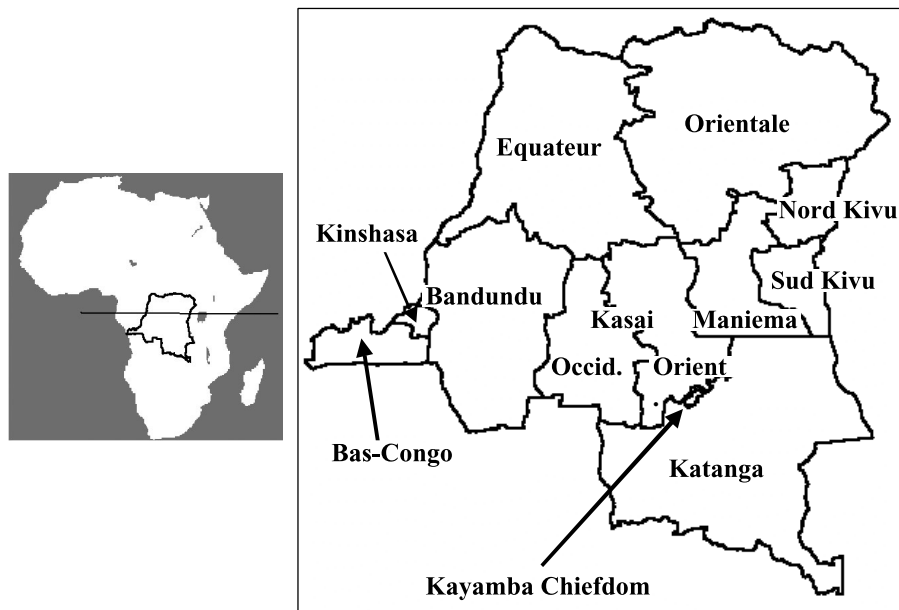 Orientale
Equateur
Nord Kivu
Kinshasa
Sud Kivu
Bandundu
Kasai
Maniema
Occid.
Orient
Bas-Congo
Katanga
Kayamba Chiefdom